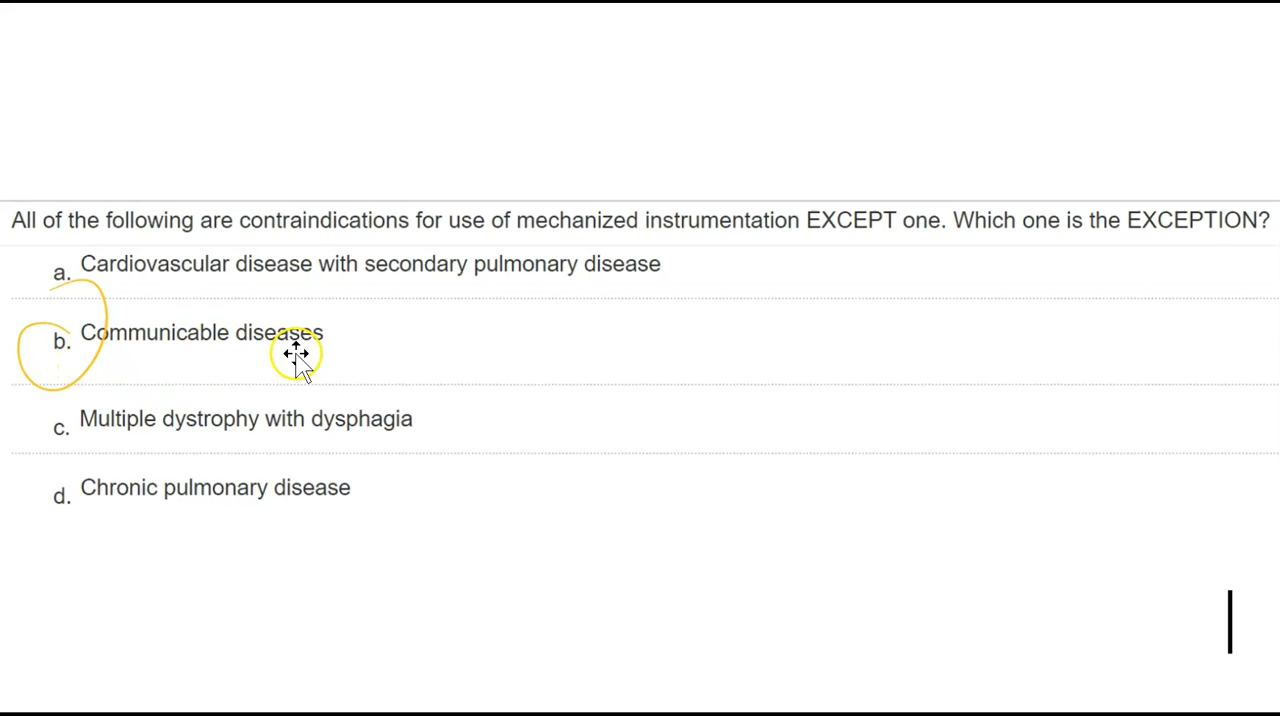 All of the following are contraindications for use of mechanized instrumentation EXCEPT one. Which one is the EXCEPTION?
a. Cardiovascular disease with secondary pulmonary disease
b. Communicable diseases
c. Multiple dystrophy with dysphagia
d. Chronic pulmonary disease